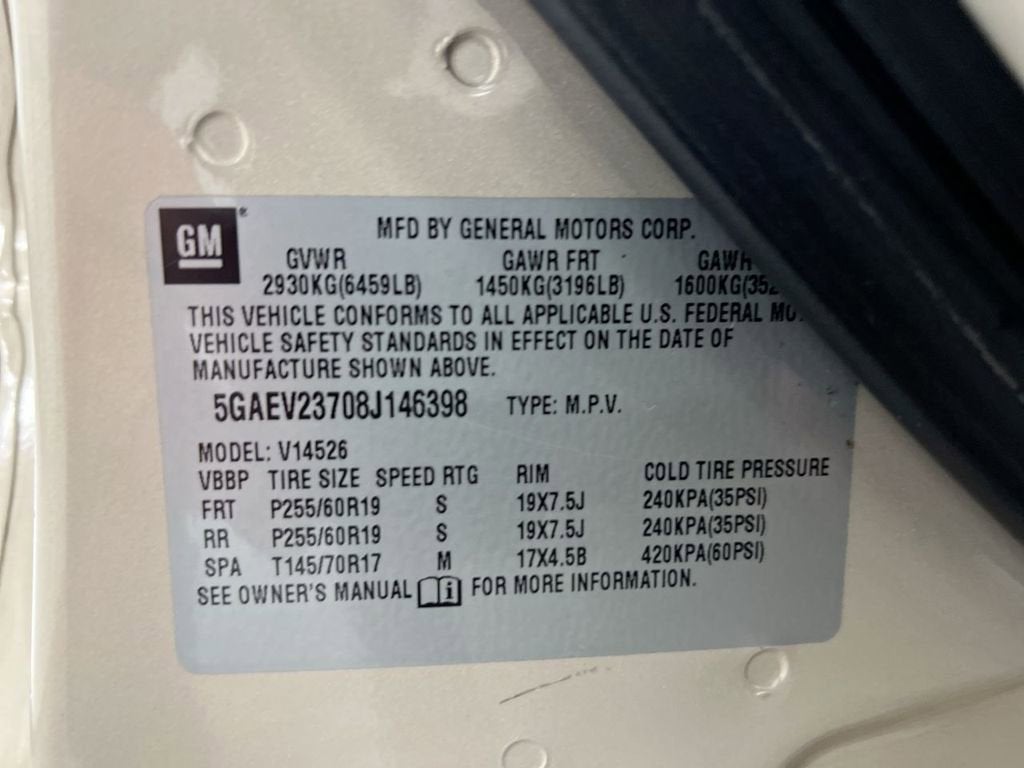 GM®
MFD BY GENERAL MOTORS CORP.
GVWR GAWR FRT
2930KG(6459LB) 1450KG(3196LB)
THIS VEHICLE CONFORMS TO ALL APPLICABLE U.S. FEDERAL
VEHICLE SAFETY STANDARDS IN EFFECT ON THE DATE OF
MANUFACTURE SHOWN ABOVE.
5GAEV23708J146398 TYPE: M.P.V.
MODEL: V14526
VBBP TIRE SIZE SPEED RTG RIM COLD TIRE PRESSURE
FRT P255/60R19 S 19X7.5J 240KPA(35PSI)
RR P255/60R19 S 19X7.5J 240KPA(35PSI)
SPA T145/70R17 M 17X4.5B 420KPA(60PSI)
SEE OWNER'S MANUAL i FOR MORE INFORMATION.